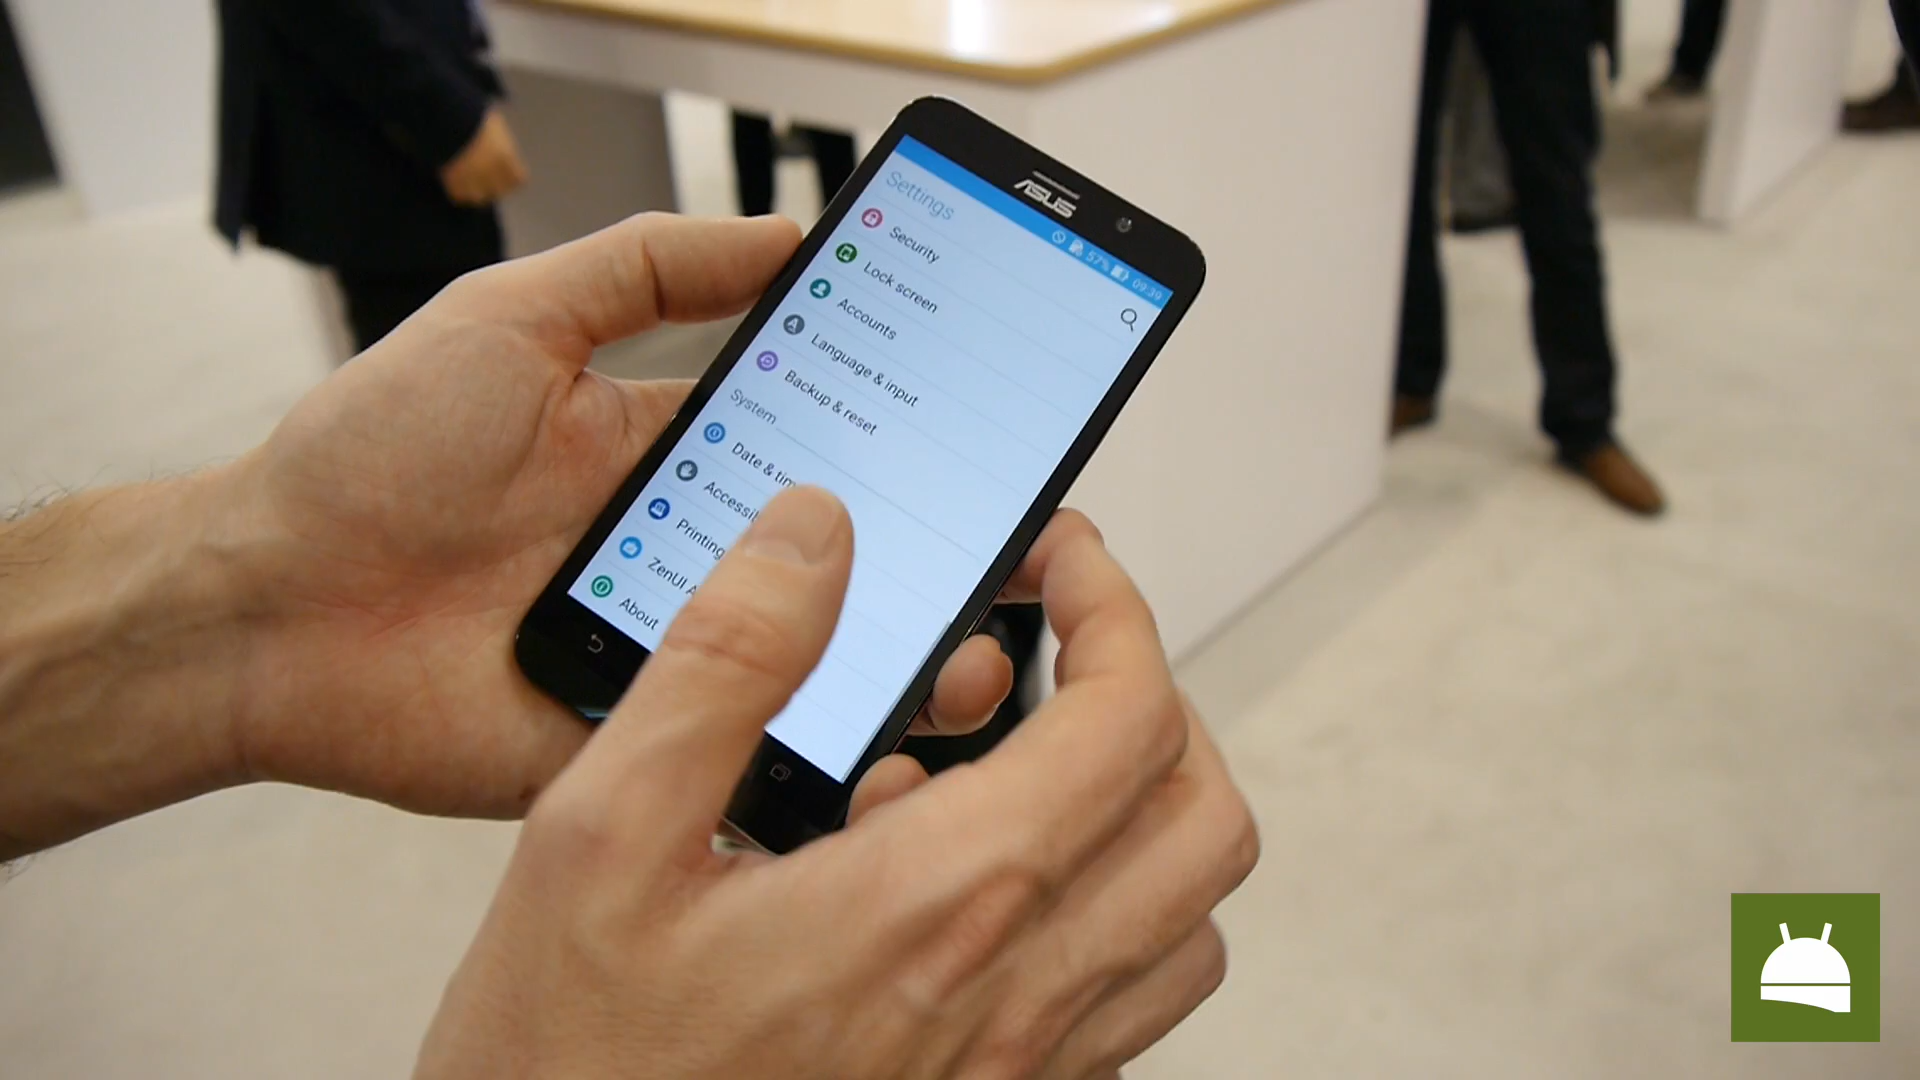 ASUS
57% 09:39
Settings
Security
Lock screen
Accounts
Language & input
Backup & reset
System
Date & tim
Accessi
Printing
ZenUI A
About